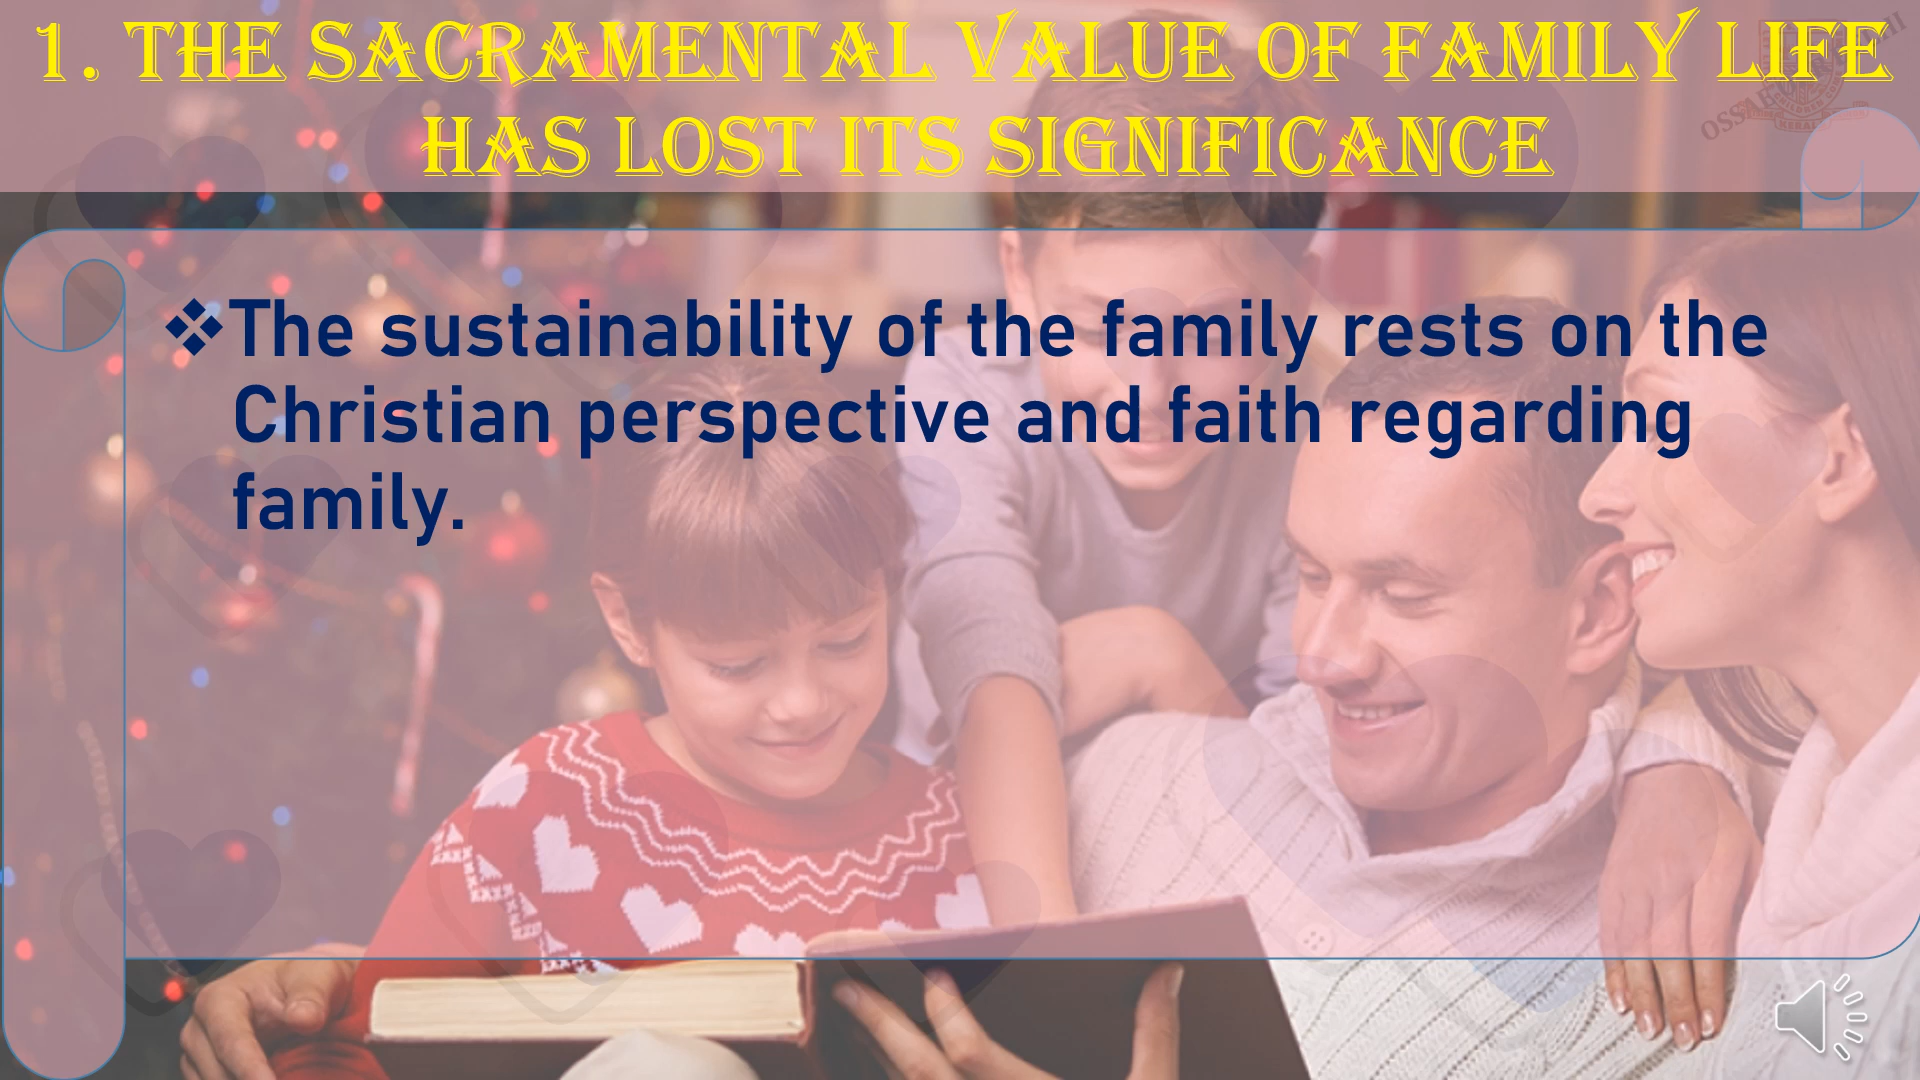 1. THE SACRAMENTAL VALUE OF FAMILY LIFE
HAS LOST ITS SIGNIFICANCE
❖The sustainability of the family rests on the
Christian perspective and faith regarding
family.